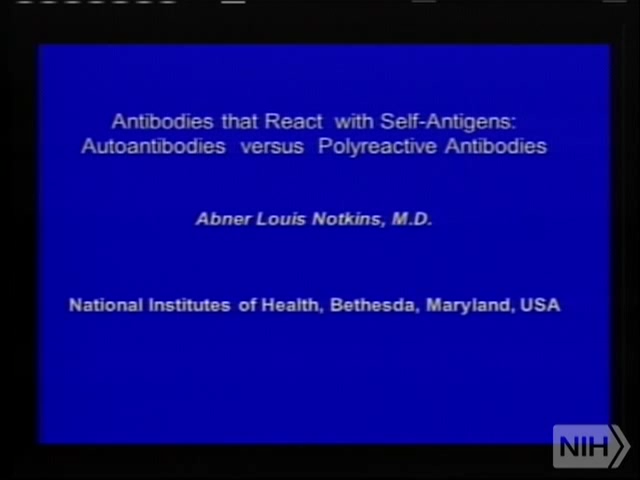 Antibodies that React with Self-Antigens:
Autoantibodies versus Polyreactive Antibodies
Abner Louis Notkins, M.D.
National Institutes of Health, Bethesda, Maryland, USA
NIH